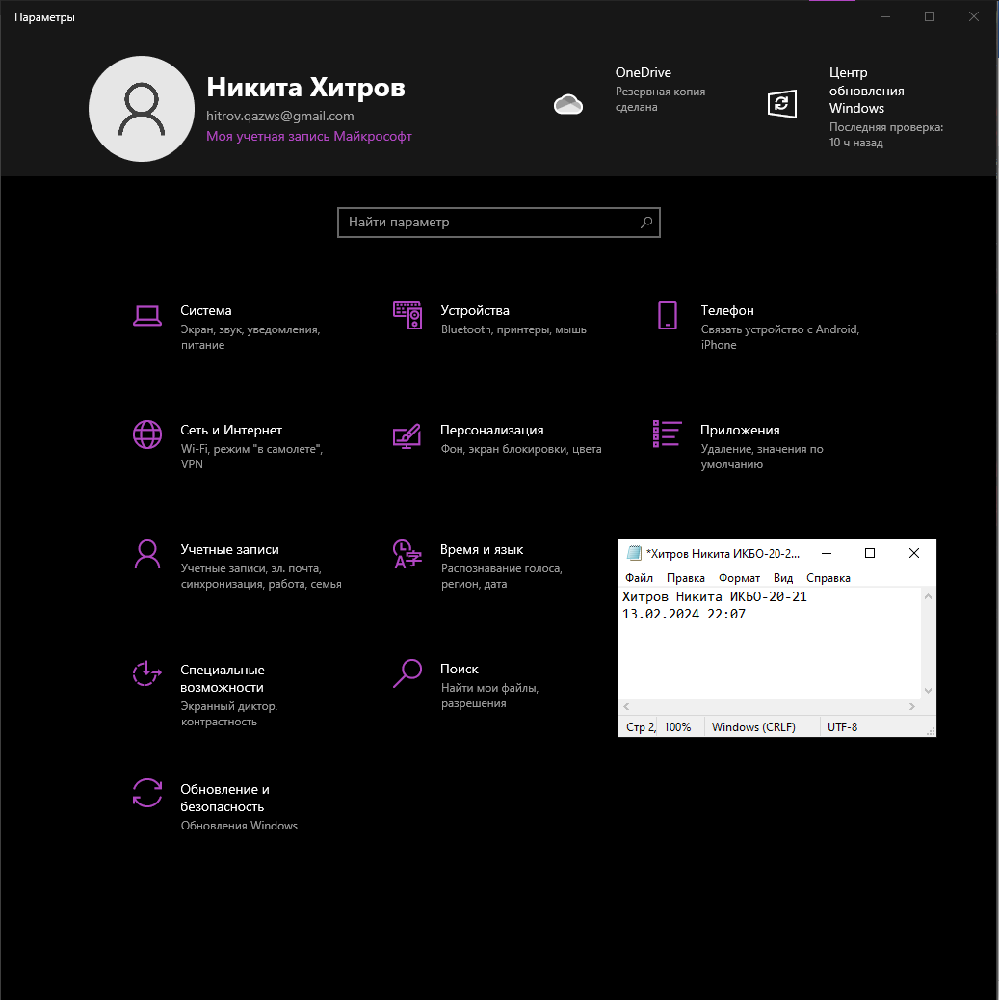 Параметры
Никита Хитров
hitrov.qazws@gmail.com
Моя учетная запись Майкрософт
OneDrive
Резервная копия
сделана
Центр
обновления
Windows
Последняя проверка:
10 ч назад
Найти параметр
Система
Экран, звук, уведомления,
питание
Устройства
Bluetooth, принтеры, мышь
Телефон
Связать устройство с Android,
iPhone
Сеть и Интернет
Wi-Fi, режим "в самолете",
VPN
Персонализация
Фон, экран блокировки, цвета
Приложения
Удаление, значения по
умолчанию
Учетные записи
Учетные записи, эл. почта,
синхронизация, работа, семья
Время и язык
Распознавание голоса,
регион, дата
*Хитров Никита ИКБО-20-2...
Файл Правка Формат Вид Справка
Хитров Никита ИКБО-20-21
13.02.2024 22:07
Стр 2, 100% Windows (CRLF) UTF-8
Специальные
возможности
Экранный диктор,
контрастность
Поиск
Найти мои файлы,
разрешения
Обновление и
безопасность
Обновления Windows